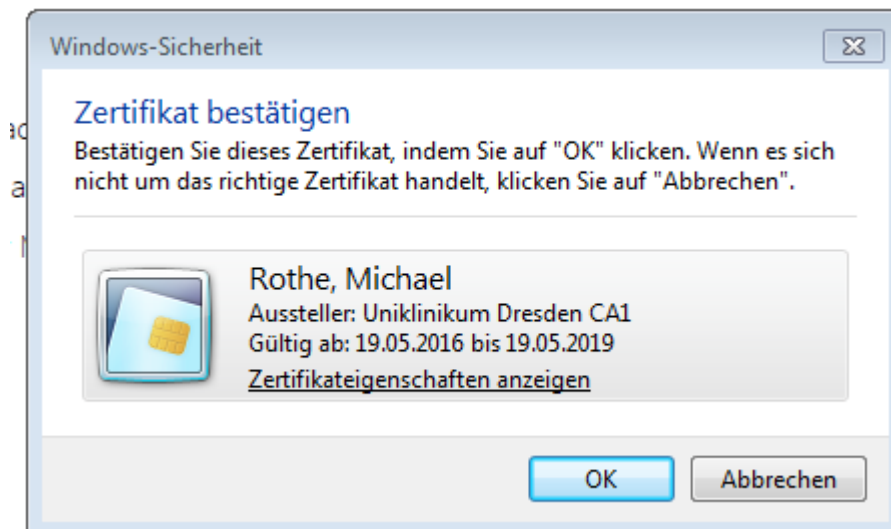 Windows-Sicherheit
Zertifikat bestätigen
Bestätigen Sie dieses Zertifikat, indem Sie auf "OK" klicken. Wenn es sich
nicht um das richtige Zertifikat handelt, klicken Sie auf "Abbrechen".
Rothe, Michael
Aussteller: Uniklinikum Dresden CA1
Gültig ab: 19.05.2016 bis 19.05.2019
Zertifikateigenschaften anzeigen
OK
Abbrechen